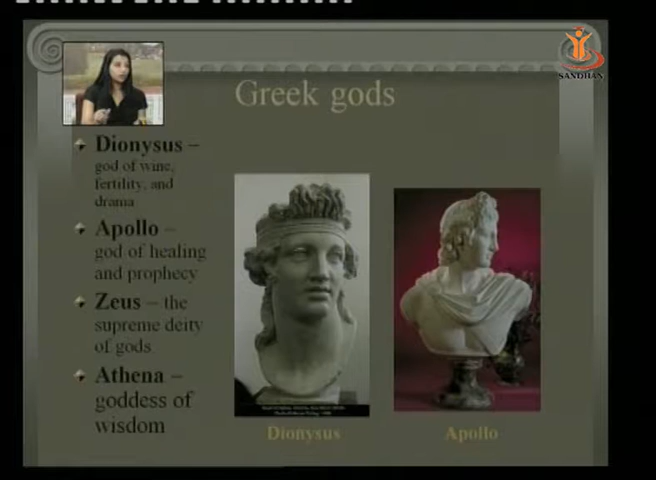 SANDHAN
Greek gods
Dionysus –
god of wine,
fertility, and
drama
Apollo –
god of healing
and prophecy
Zeus – the
supreme deity
of gods
Athena –
goddess of
wisdom
Dionysus
Apollo